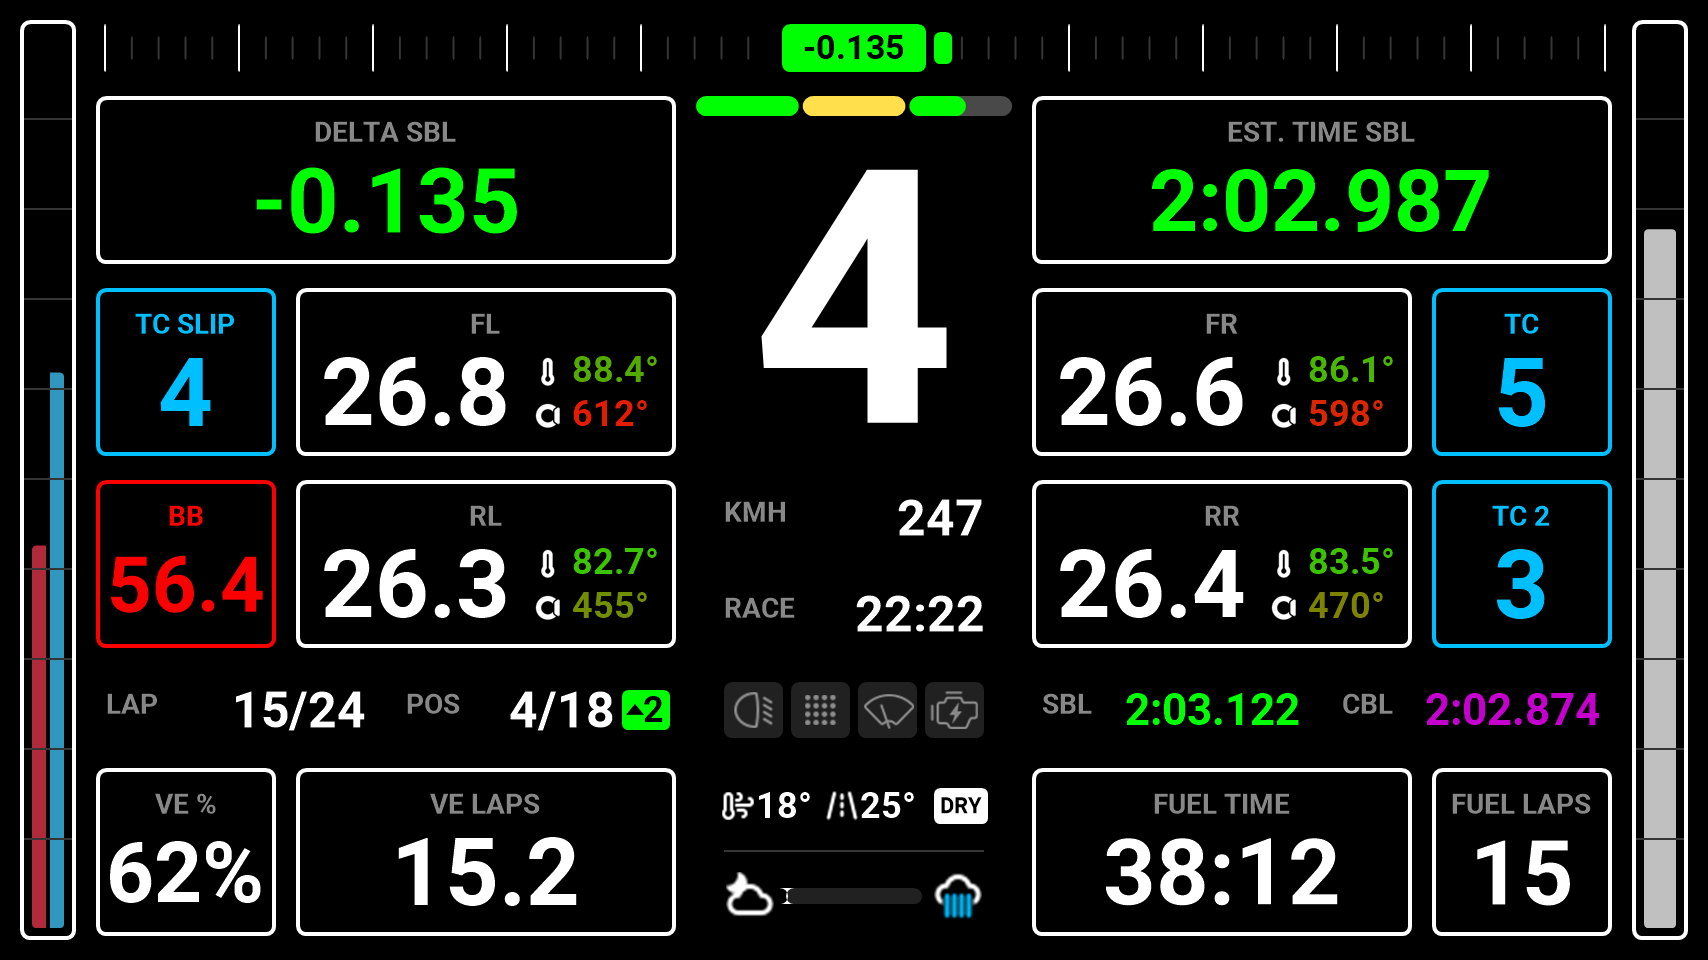 -0.135
DELTA SBL
-0.135
EST. TIME SBL
2:02.987
4
TC SLIP
4
FL
26.8
88.4°
612°
FR
26.6
86.1°
598°
TC
5
BB
56.4
RL
26.3
82.7°
455°
KMH 247
RACE 22:22
RR
26.4
83.5°
470°
TC 2
3
LAP 15/24 POS 4/18 2
SBL 2:03.122 CBL 2:02.874
VE %
62%
VE LAPS
15.2
18° 25° DRY
FUEL TIME
38:12
FUEL LAPS
15